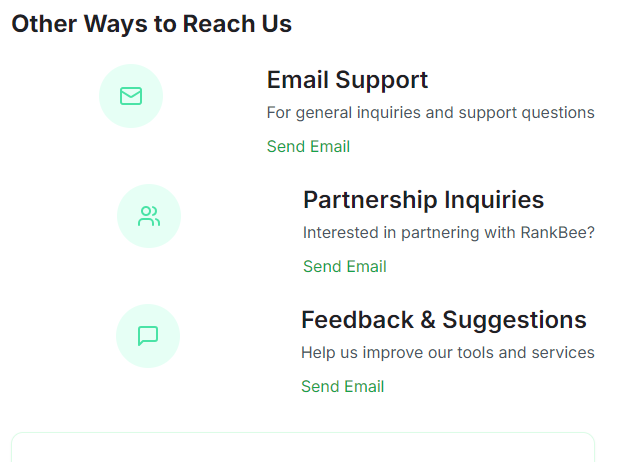 Other Ways to Reach Us
Email Support
For general inquiries and support questions
Send Email
Partnership Inquiries
Interested in partnering with RankBee?
Send Email
Feedback & Suggestions
Help us improve our tools and services
Send Email